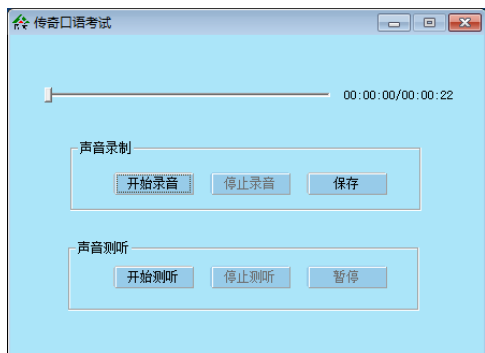 传奇口语考试
00:00:00/00:00:22
声音录制
开始录音 停止录音 保存
声音测听
开始测听 停止测听 暂停